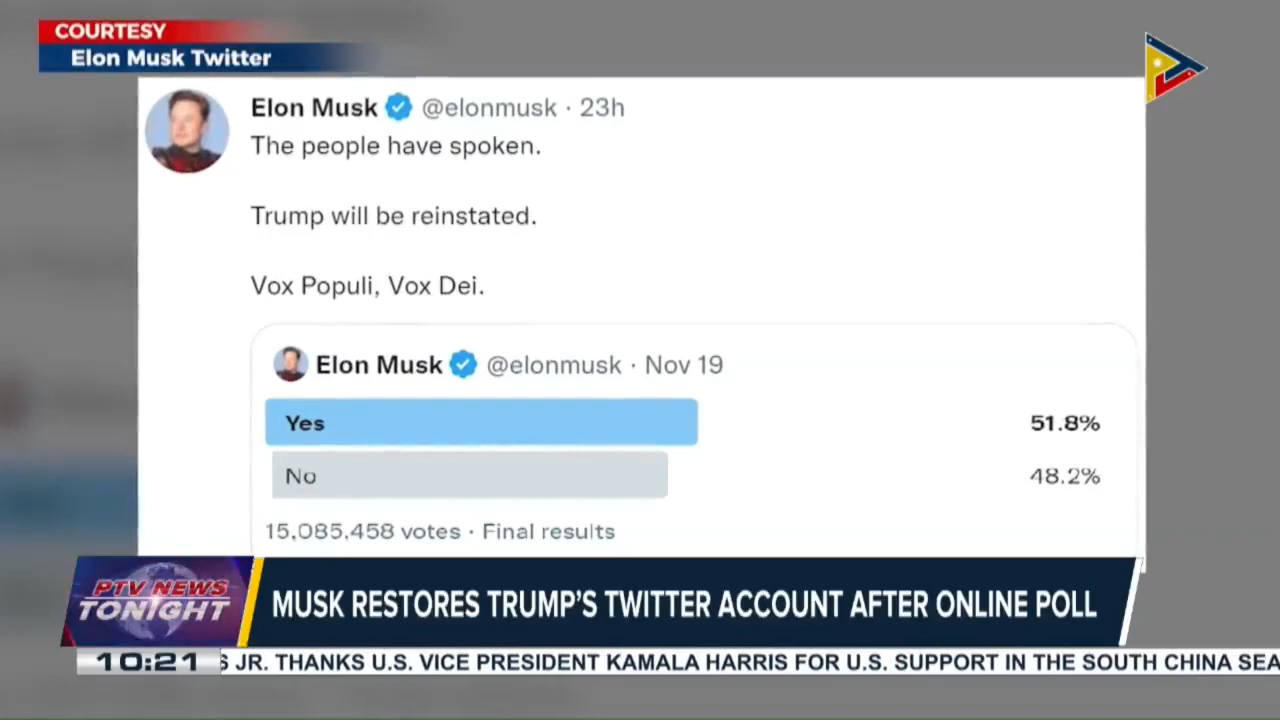 COURTESY
Elon Musk Twitter
Elon Musk @elonmusk · 23h
The people have spoken.
Trump will be reinstated.
Vox Populi, Vox Dei.
Elon Musk @elonmusk · Nov 19
Yes 51.8%
No 48.2%
15,085,458 votes · Final results
PTV NEWS
TONIGHT
MUSK RESTORES TRUMP'S TWITTER ACCOUNT AFTER ONLINE POLL
10:21 S JR. THANKS U.S. VICE PRESIDENT KAMALA HARRIS FOR U.S. SUPPORT IN THE SOUTH CHINA SEA